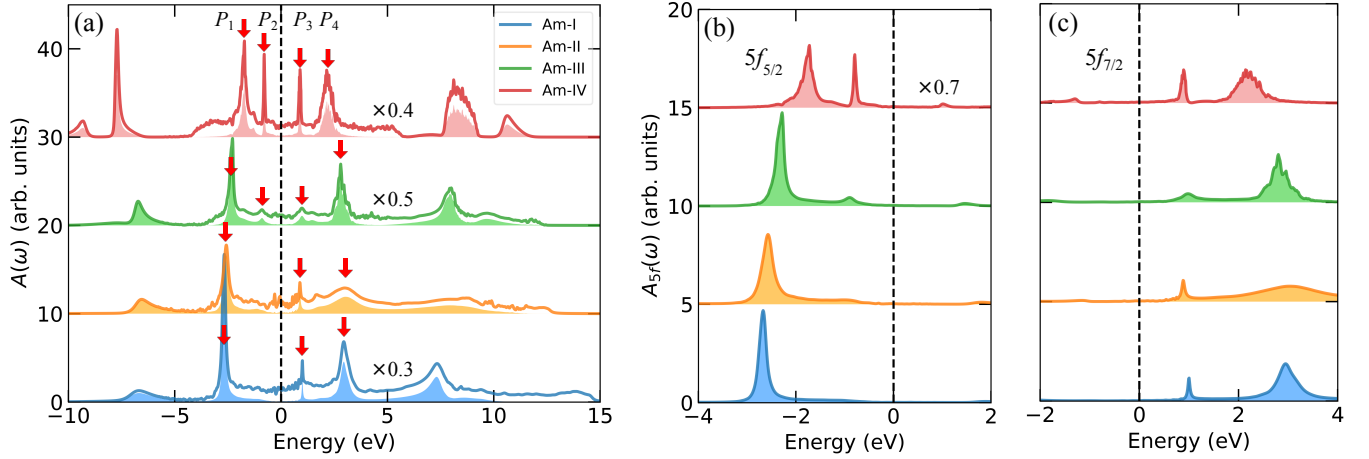 (a)
P₁ P₂ P₃ P₄
Am-I
Am-II
Am-III
Am-IV
×0.4
×0.5
×0.3
40
30
20
10
0
A(ω) (arb. units)
−10 −5 0 5 10 15
Energy (eV)
(b)
5f₅/₂
×0.7
20
15
10
5
0
A₅f(ω) (arb. units)
−4 −2 0 2
Energy (eV)
(c)
5f₇/₂
−2 0 2 4
Energy (eV)